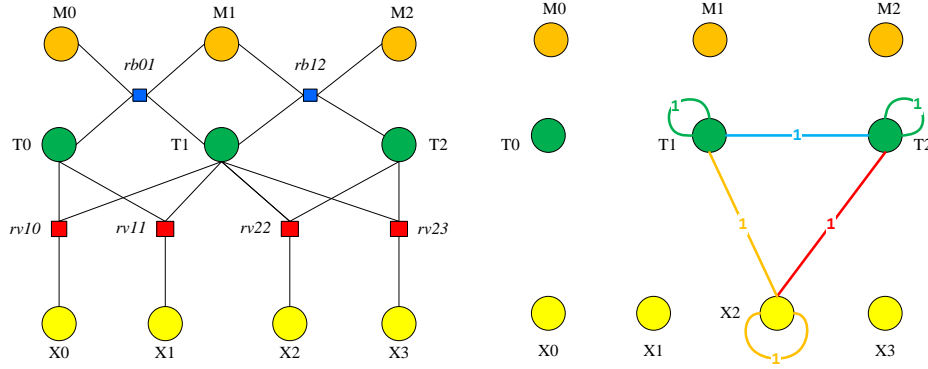 M0 M1 M2
rb01 rb12
T0 T1 T2
rv10 rv11 rv22 rv23
X0 X1 X2 X3
M0 M1 M2
1 1
T0 T1 1 T2
1 1
X2
1
X0 X1 X3